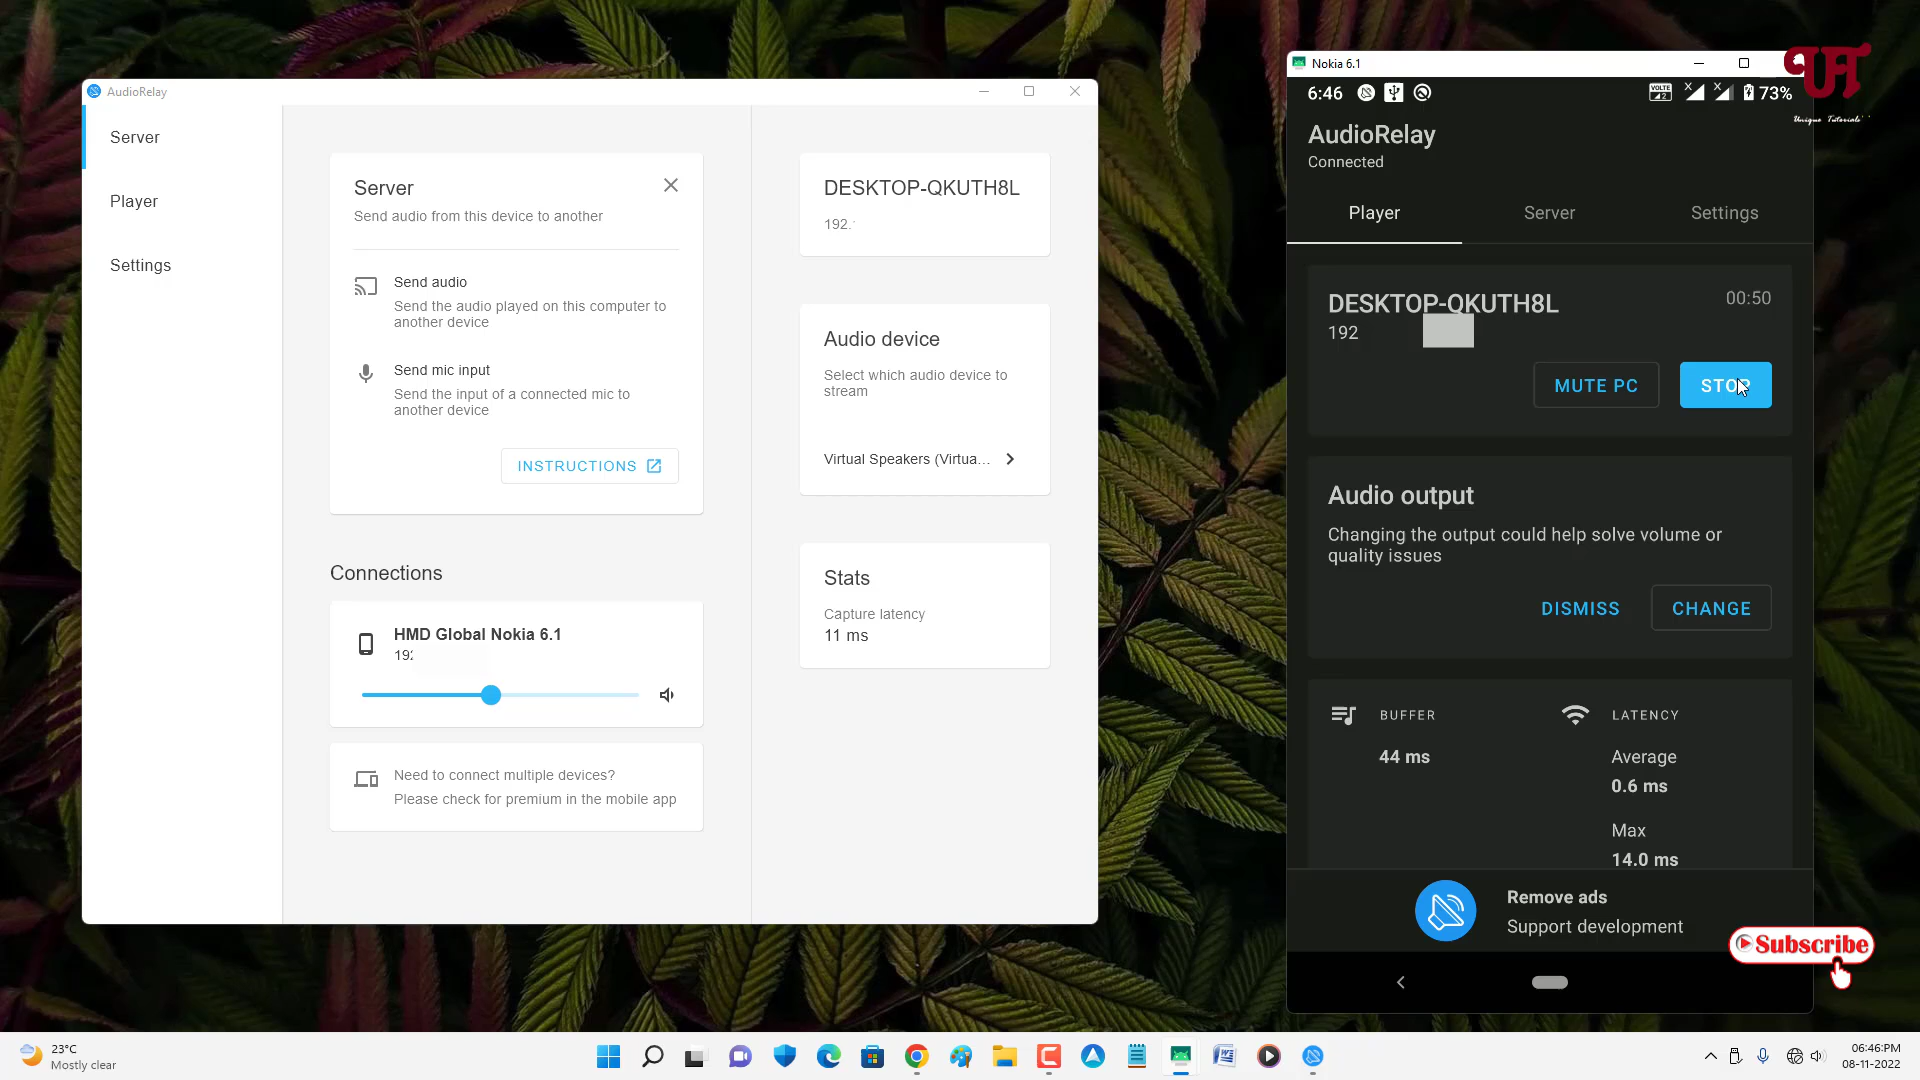 AudioRelay
Server
Player
Settings
Server
Send audio from this device to another
Send audio
Send the audio played on this computer to
another device
Send mic input
Send the input of a connected mic to
another device
INSTRUCTIONS
Connections
HMD Global Nokia 6.1
192
Need to connect multiple devices?
Please check for premium in the mobile app
DESKTOP-QKUTH8L
192.
Audio device
Select which audio device to
stream
Virtual Speakers (Virtua...
Stats
Capture latency
11 ms
Nokia 6.1
6:46
VOLTE
2
73%
AudioRelay
Connected
Player
Server
Settings
DESKTOP-QKUTH8L
00:50
192
MUTE PC
STOP
Audio output
Changing the output could help solve volume or
quality issues
DISMISS
CHANGE
BUFFER
44 ms
LATENCY
Average
0.6 ms
Max
14.0 ms
Remove ads
Support development
UT
Unique Tutorials
Subscribe
23°C
Mostly clear
06:46:PM
08-11-2022